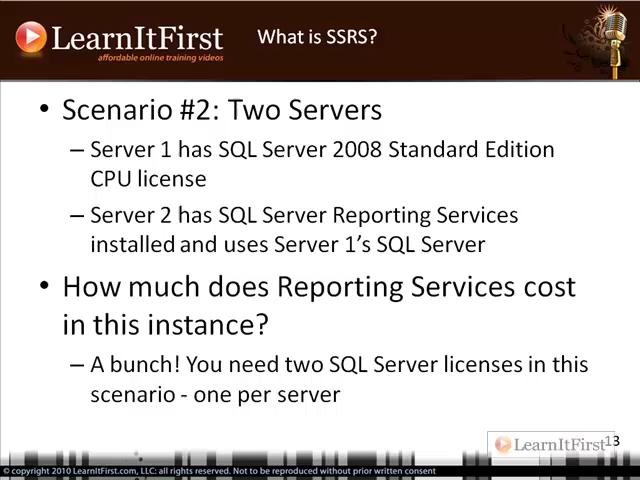 LearnItFirst
affordable online training videos
What is SSRS?
• Scenario #2: Two Servers
– Server 1 has SQL Server 2008 Standard Edition
CPU license
– Server 2 has SQL Server Reporting Services
installed and uses Server 1's SQL Server
• How much does Reporting Services cost
in this instance?
– A bunch! You need two SQL Server licenses in this
scenario - one per server
LearnItFirst
13
© copyright 2010 LearnItFirst.com, LLC: all rights reserved. Not to be reproduced without prior written consent